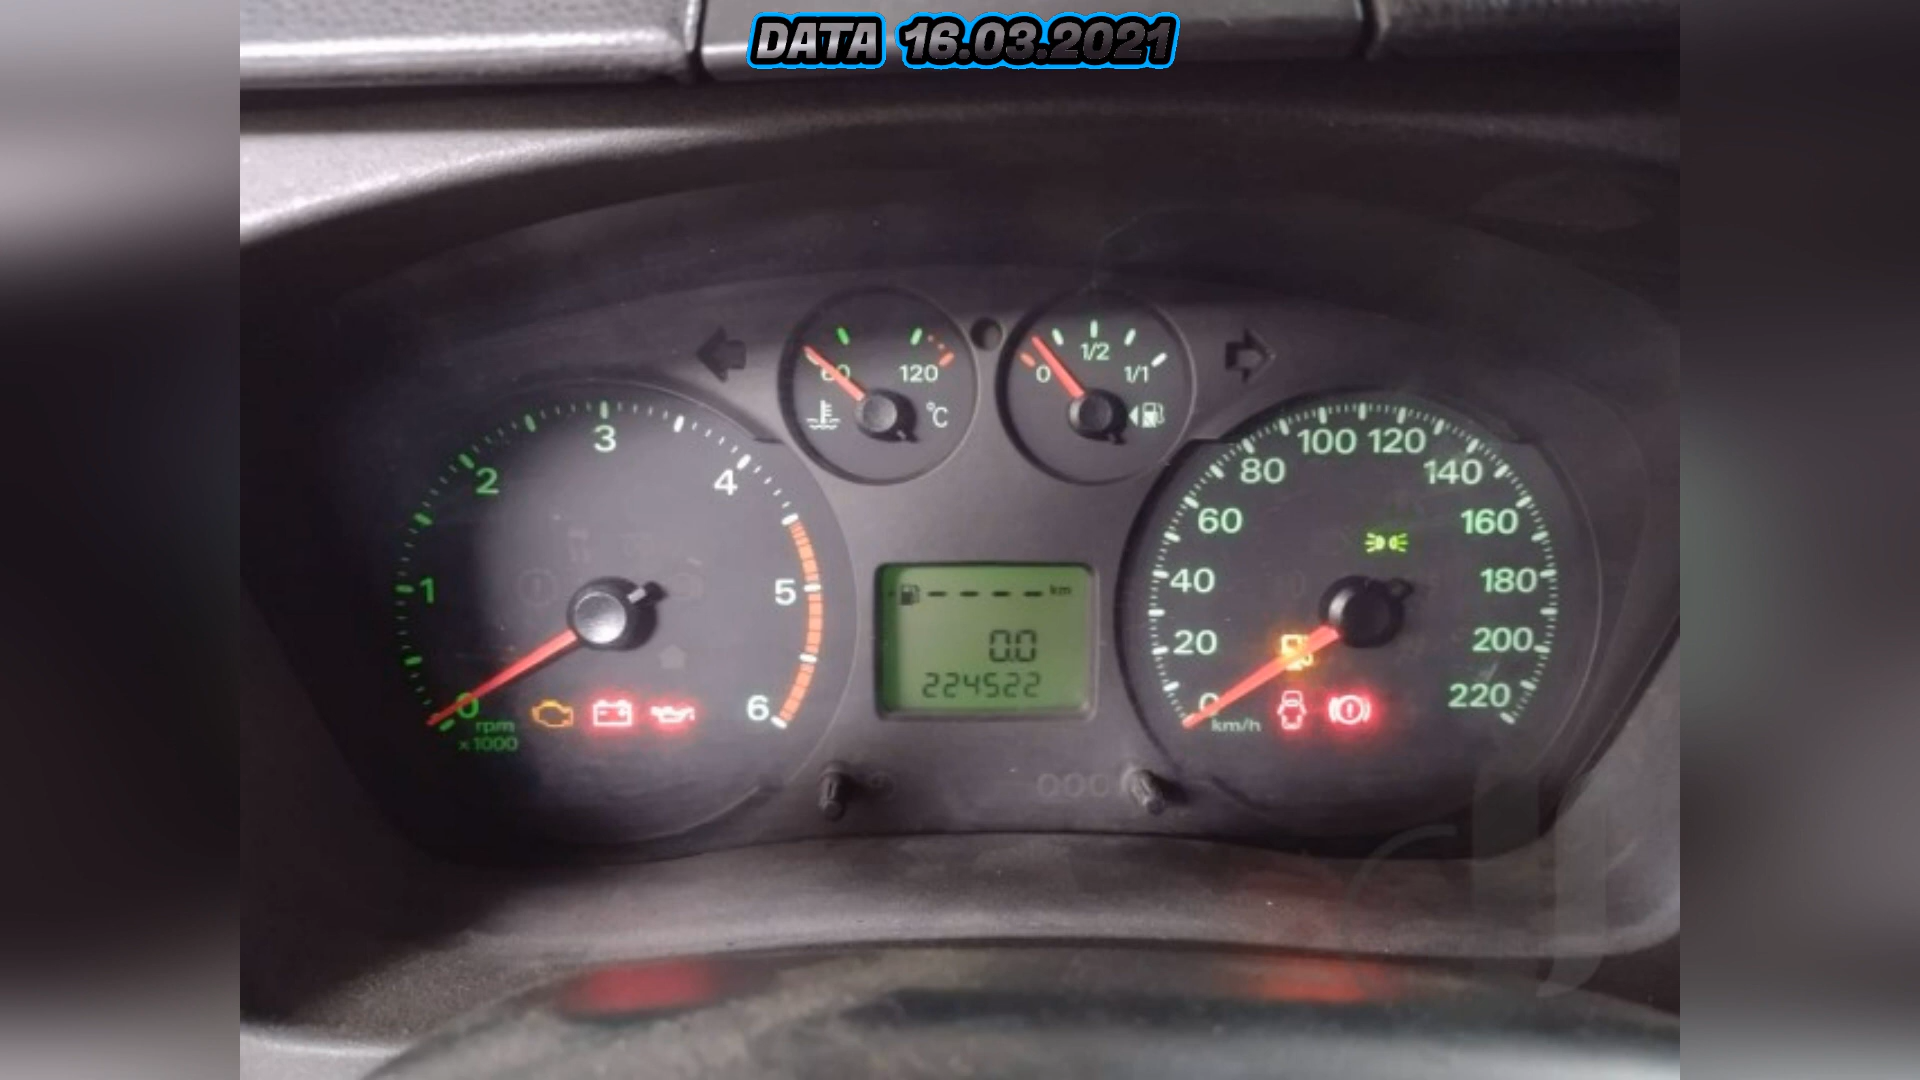 DATA 16.03.2021
60 120 °C
0 1/2 1/1
0 1 2 3 4 5 6
rpm
x1000
km
0.0
224522
0 20 40 60 80 100 120 140 160 180 200 220
km/h